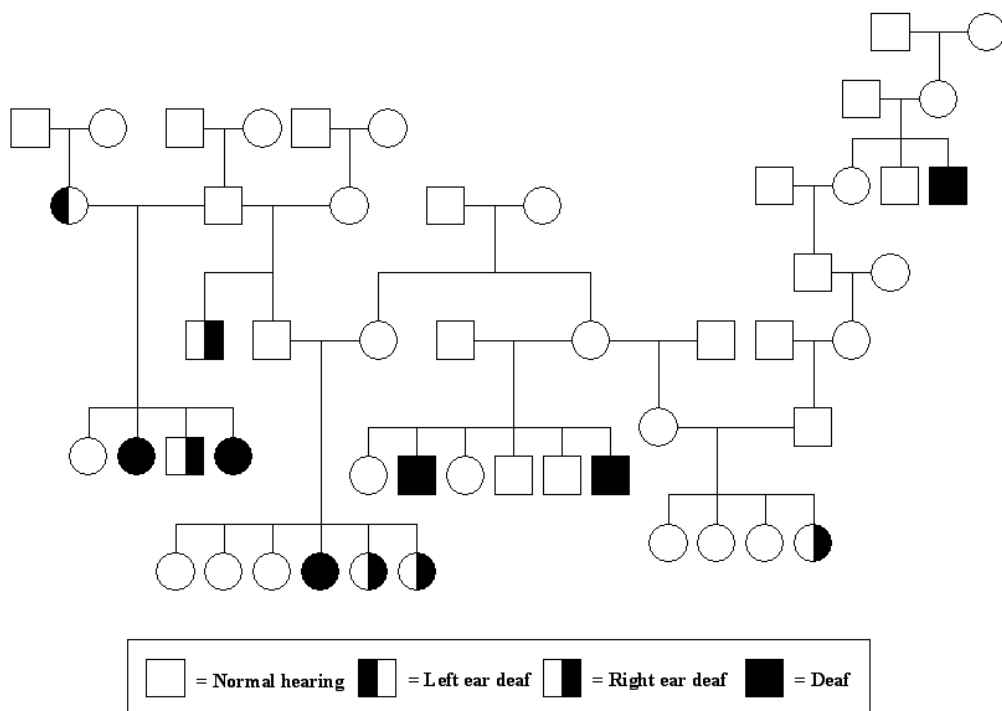 = Normal hearing = Left ear deaf = Right ear deaf = Deaf